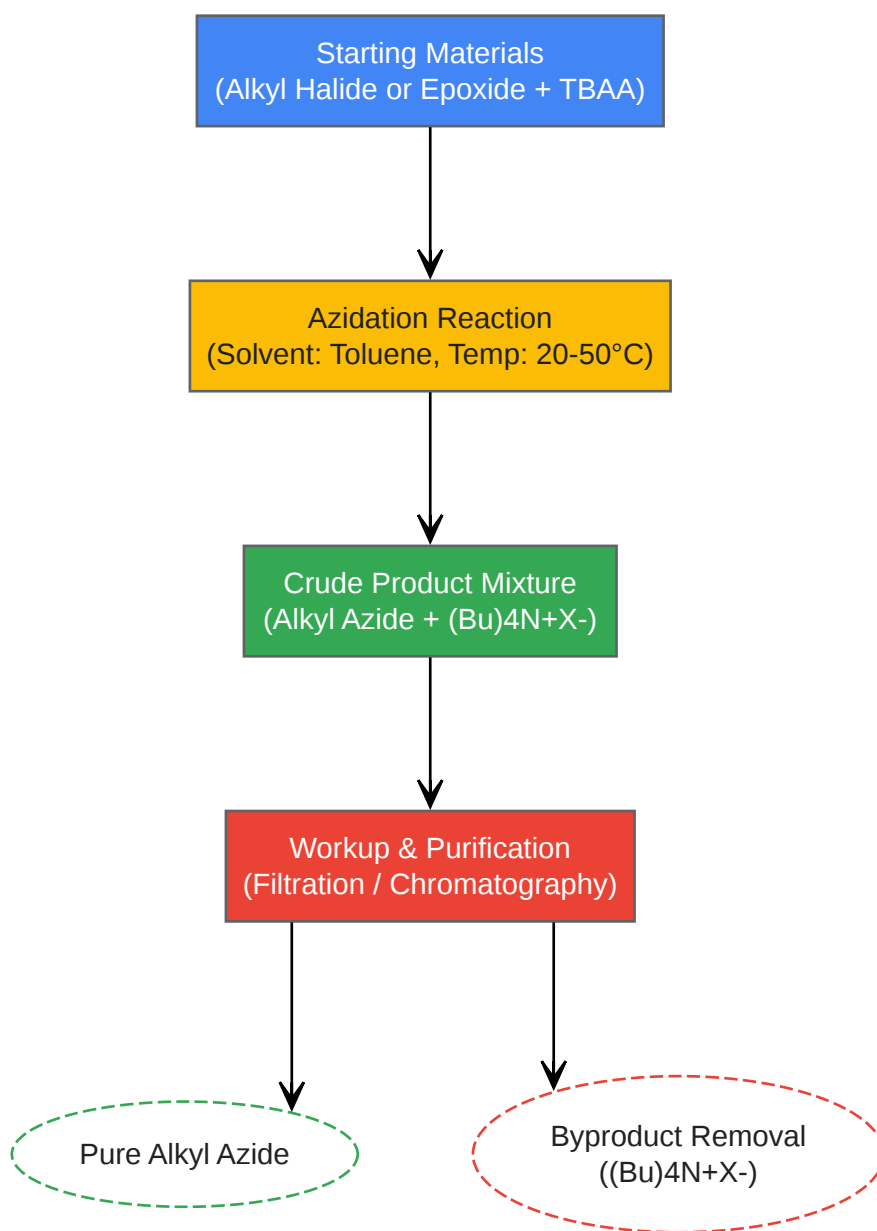 Starting Materials
(Alkyl Halide or Epoxide + TBAA)
Azidation Reaction
(Solvent: Toluene, Temp: 20-50°C)
Crude Product Mixture
(Alkyl Azide + (Bu)4N+X-)
Workup & Purification
(Filtration / Chromatography)
Pure Alkyl Azide
Byproduct Removal
((Bu)4N+X-)